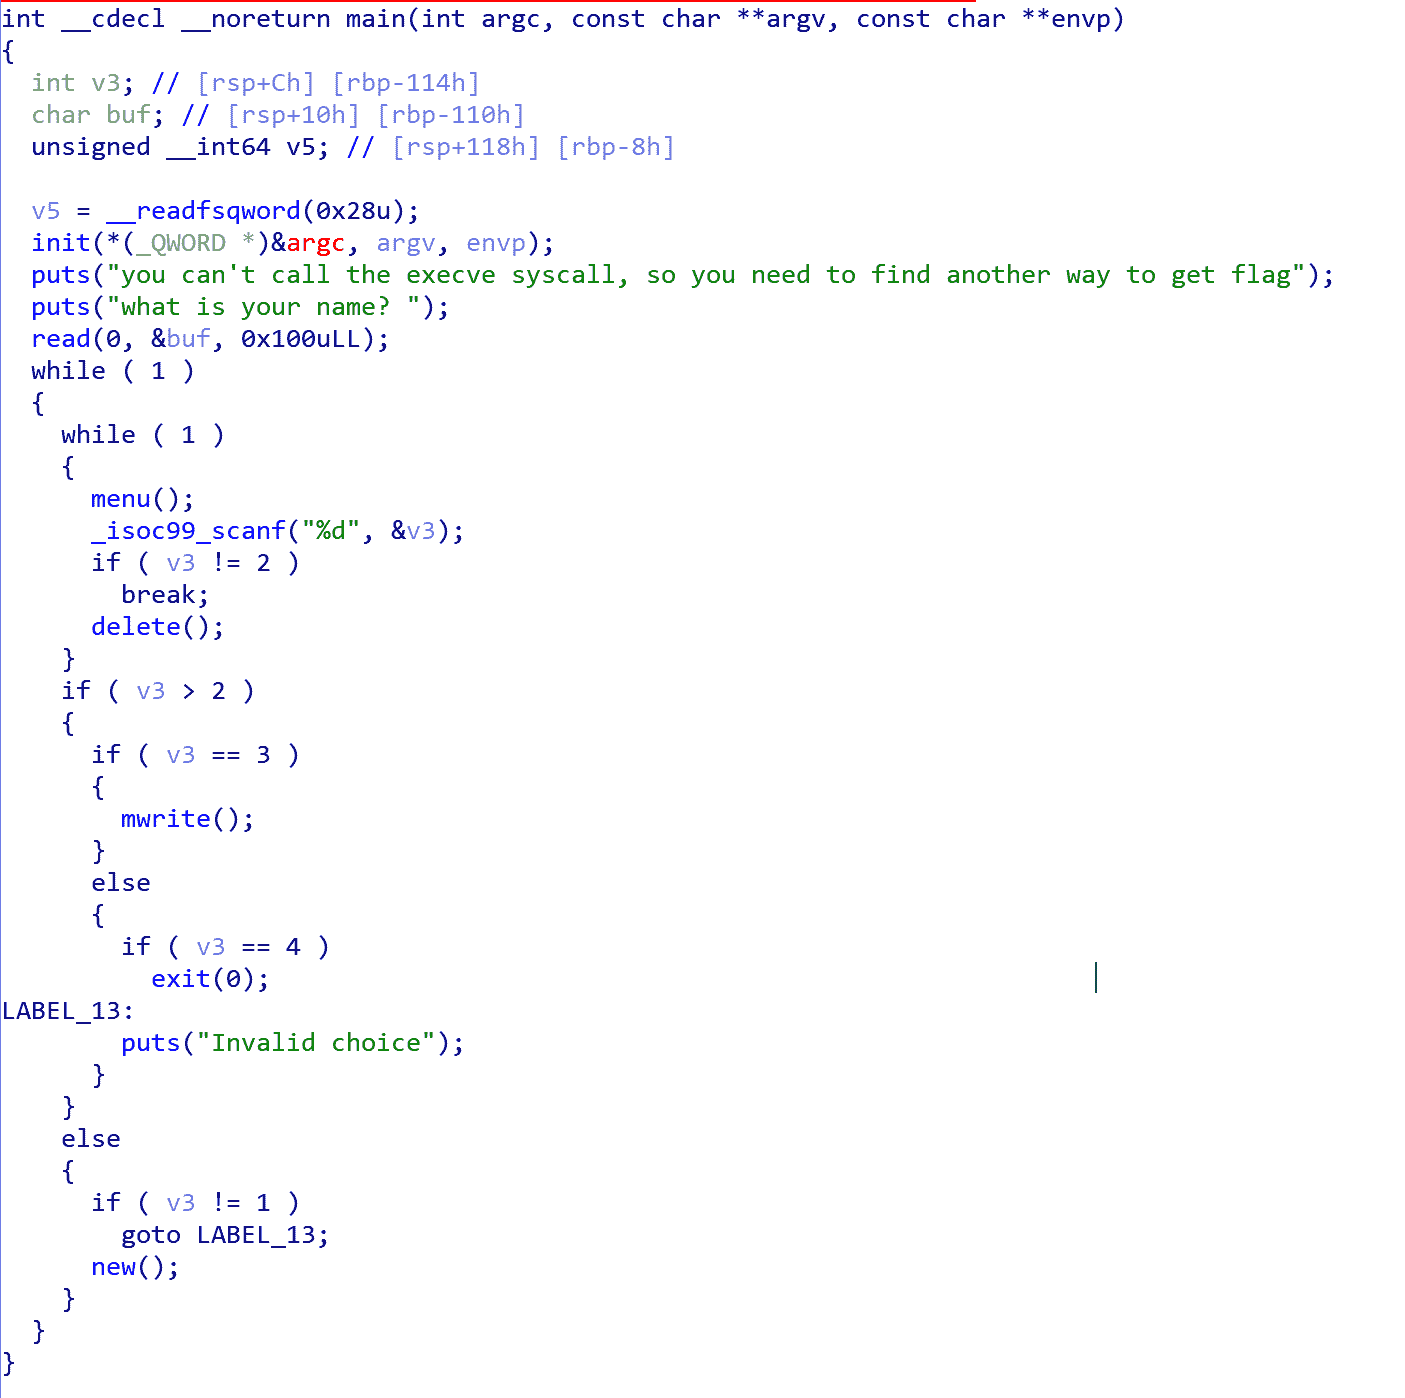 int __cdecl __noreturn main(int argc, const char **argv, const char **envp)
{
  int v3; // [rsp+Ch] [rbp-114h]
  char buf; // [rsp+10h] [rbp-110h]
  unsigned __int64 v5; // [rsp+118h] [rbp-8h]

  v5 = __readfsqword(0x28u);
  init(*(_QWORD *)&argc, argv, envp);
  puts("you can't call the execve syscall, so you need to find another way to get flag");
  puts("what is your name? ");
  read(0, &buf, 0x100uLL);
  while ( 1 )
  {
    while ( 1 )
    {
      menu();
      _isoc99_scanf("%d", &v3);
      if ( v3 != 2 )
        break;
      delete();
    }
    if ( v3 > 2 )
    {
      if ( v3 == 3 )
      {
        mwrite();
      }
      else
      {
        if ( v3 == 4 )
          exit(0);
LABEL_13:
        puts("Invalid choice");
      }
    }
    else
    {
      if ( v3 != 1 )
        goto LABEL_13;
      new();
    }
  }
}